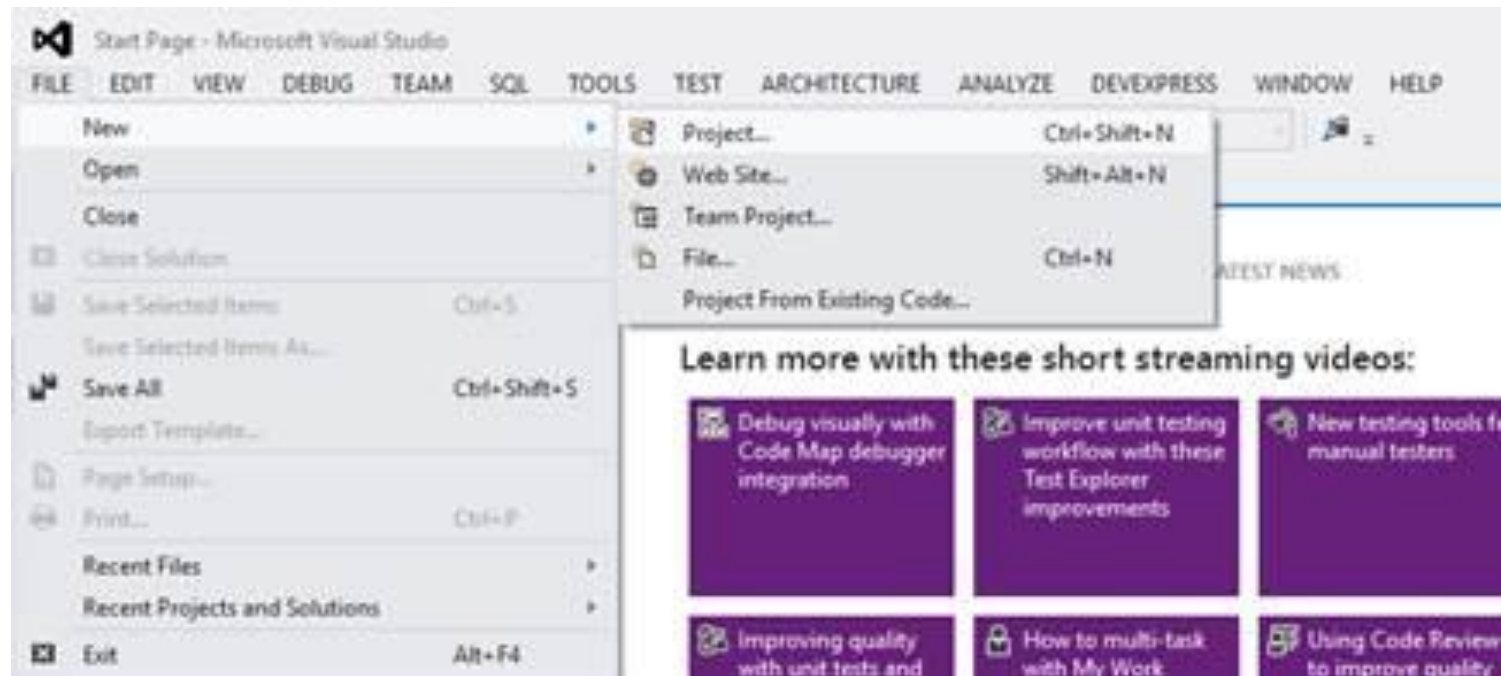 Start Page - Microsoft Visual Studio
FILE EDIT VIEW DEBUG TEAM SQL TOOLS TEST ARCHITECTURE ANALYZE DEVEXPRESS WINDOW HELP
New
Open
Close
Close Solution
Save Selected Items Ctrl+S
Save Selected Items As...
Save All Ctrl+Shift+S
Export Template...
Page Setup...
Print... Ctrl+P
Recent Files
Recent Projects and Solutions
Exit Alt+F4
Project... Ctrl+Shift+N
Web Site... Shift+Alt+N
Team Project...
File... Ctrl+N
Project From Existing Code...
ATEST NEWS
Learn more with these short streaming videos:
Debug visually with
Code Map debugger
integration
Improve unit testing
workflow with these
Test Explorer
improvements
New testing tools fo
manual testers
Improving quality
with unit tests and
How to multi-task
with My Work
Using Code Review
to improve quality